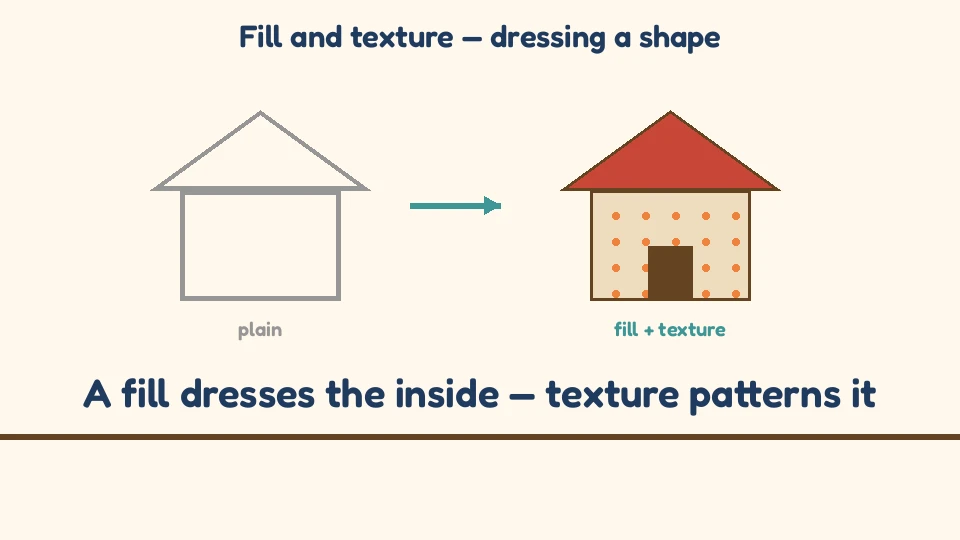 Fill and texture — dressing a shape
plain
fill + texture
A fill dresses the inside — texture patterns it